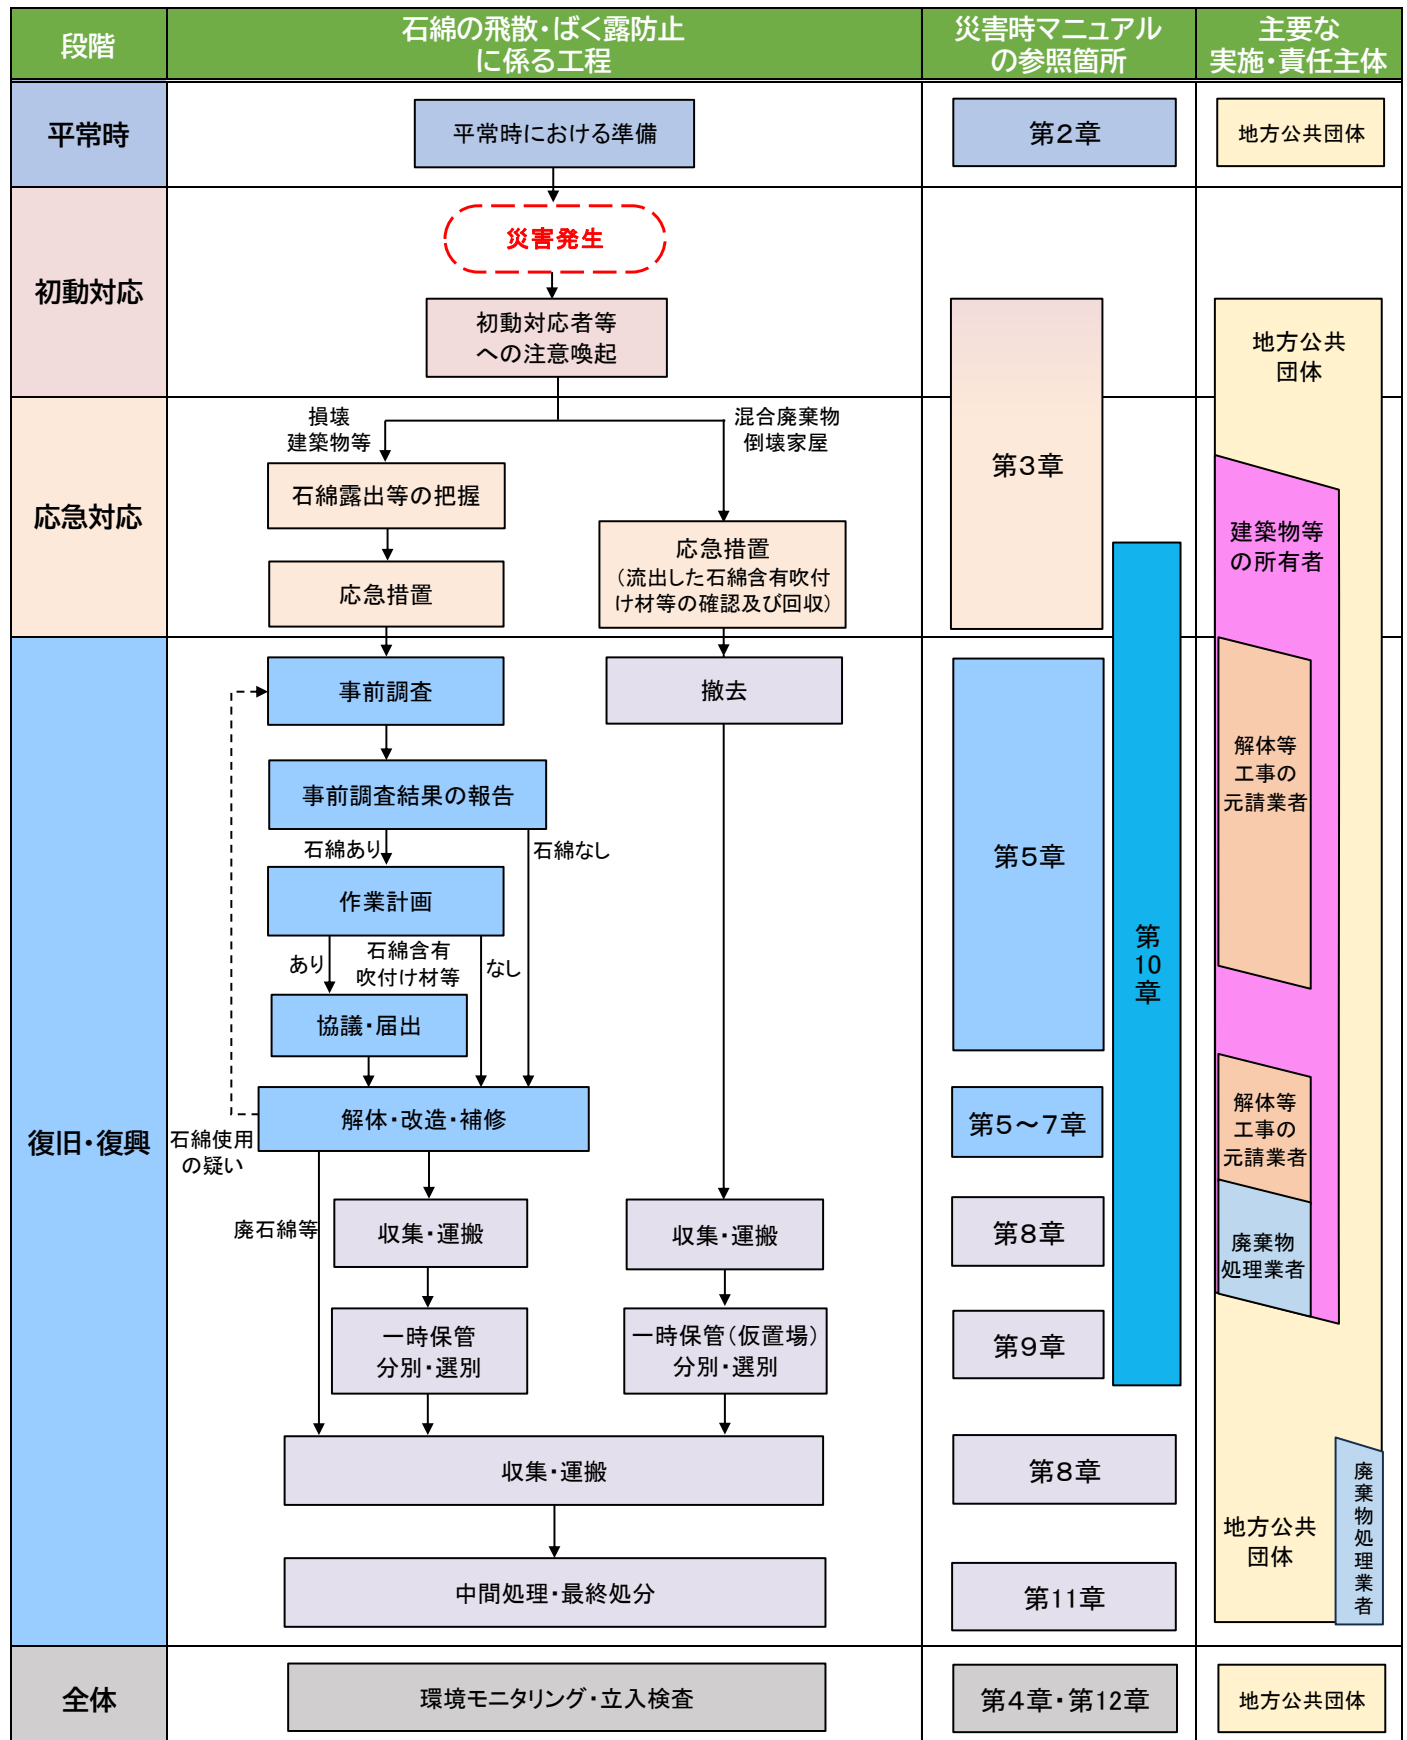 段階
石綿の飛散・ばく露防止
に係る工程
災害時マニュアル
の参照箇所
主要な
実施・責任主体
平常時
平常時における準備
第2章
地方公共団体
初動対応
災害発生
初動対応者等
への注意喚起
地方公共
団体
応急対応
損壊
建築物等
混合廃棄物
倒壊家屋
石綿露出等の把握
応急措置
応急措置
（流出した石綿含有吹付
け材等の確認及び回収）
第3章
建築物等
の所有者
復旧・復興
事前調査
撤去
事前調査結果の報告
石綿あり
石綿なし
作業計画
あり
石綿含有
吹付け材等
なし
協議・届出
解体・改造・補修
石綿使用
の疑い
廃石綿等
収集・運搬
収集・運搬
一時保管
分別・選別
一時保管（仮置場）
分別・選別
収集・運搬
中間処理・最終処分
第5章
第10章
第5～7章
第8章
第9章
第8章
第11章
解体等
工事の
元請業者
解体等
工事の
元請業者
廃棄物
処理業者
地方公共
団体
廃棄物処理業者
全体
環境モニタリング・立入検査
第4章・第12章
地方公共団体